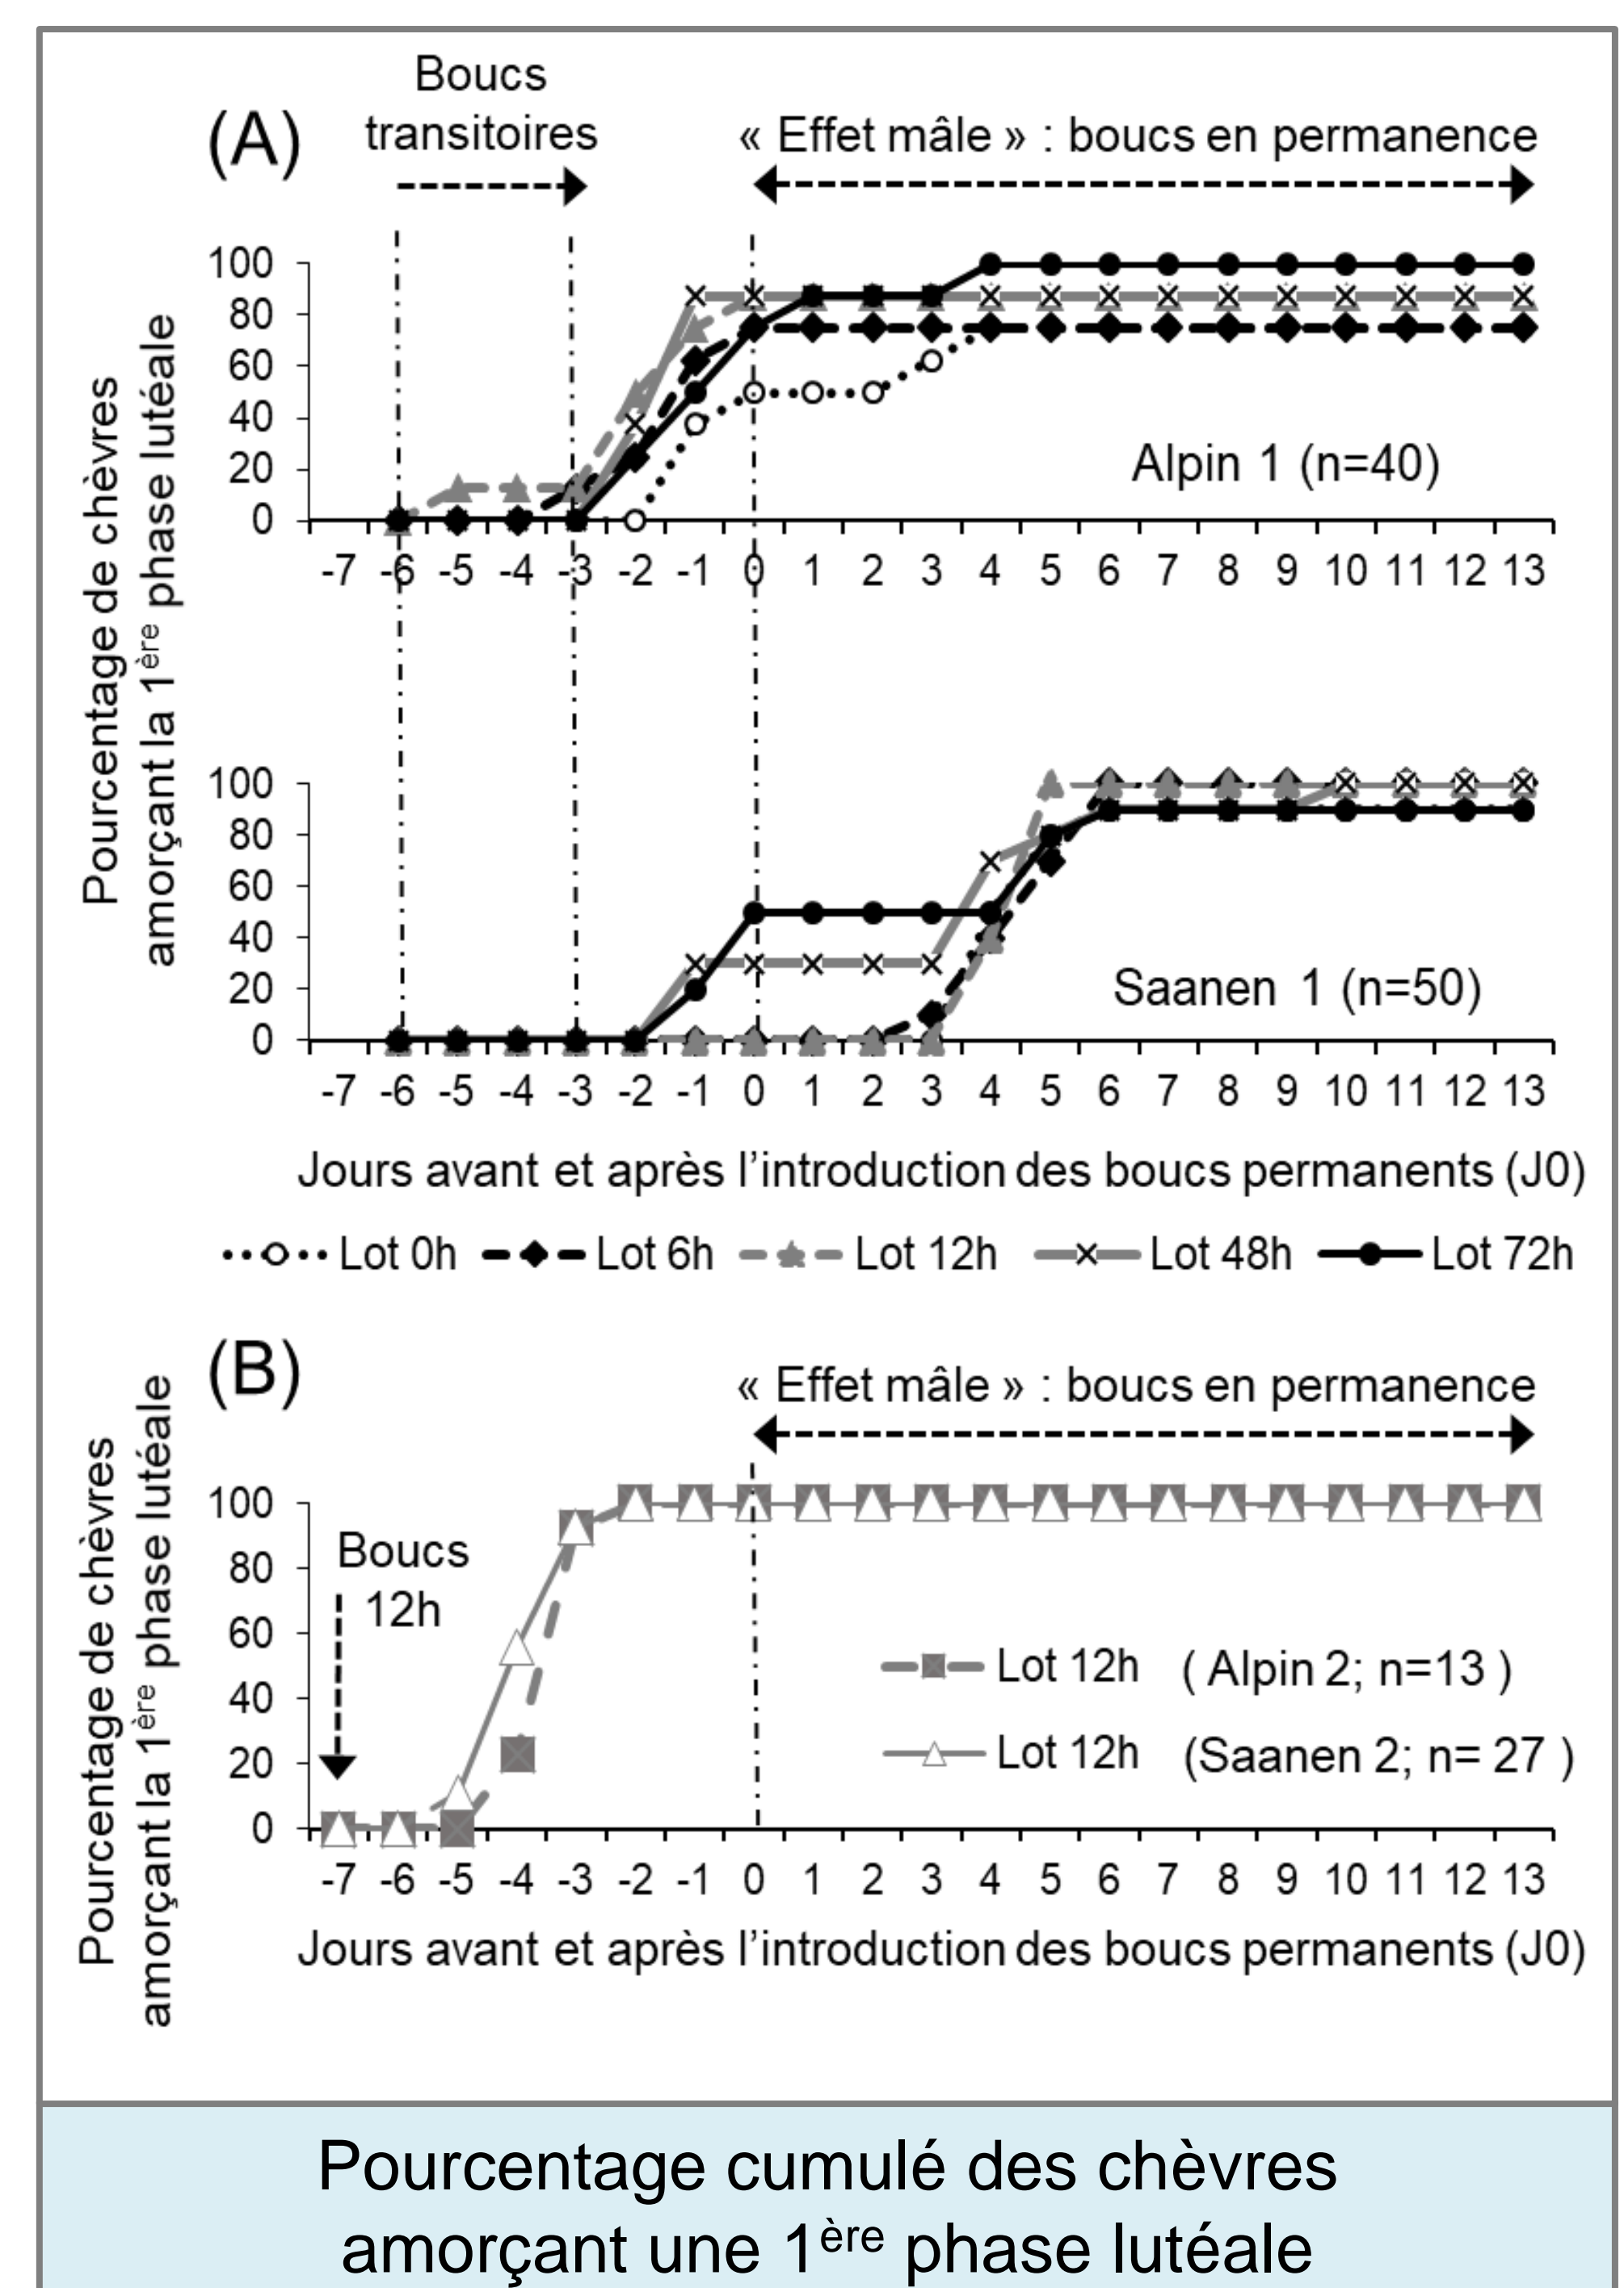 (A)
Boucs
transitoires
« Effet mâle » : boucs en permanence
Pourcentage de chèvres
amorçant la 1ère phase lutéale
100
80
60
40
20
0
Alpin 1 (n=40)
-7 -6 -5 -4 -3 -2 -1 0 1 2 3 4 5 6 7 8 9 10 11 12 13
100
80
60
40
20
0
Saanen 1 (n=50)
-7 -6 -5 -4 -3 -2 -1 0 1 2 3 4 5 6 7 8 9 10 11 12 13
Jours avant et après l'introduction des boucs permanents (J0)
Lot 0h Lot 6h Lot 12h Lot 48h Lot 72h
(B)
« Effet mâle » : boucs en permanence
Pourcentage de chèvres
amorçant la 1ère phase lutéale
100
80
60
40
20
0
Boucs
12h
Lot 12h ( Alpin 2; n=13 )
Lot 12h (Saanen 2; n= 27 )
-7 -6 -5 -4 -3 -2 -1 0 1 2 3 4 5 6 7 8 9 10 11 12 13
Jours avant et après l'introduction des boucs permanents (J0)
Pourcentage cumulé des chèvres
amorçant une 1ère phase lutéale